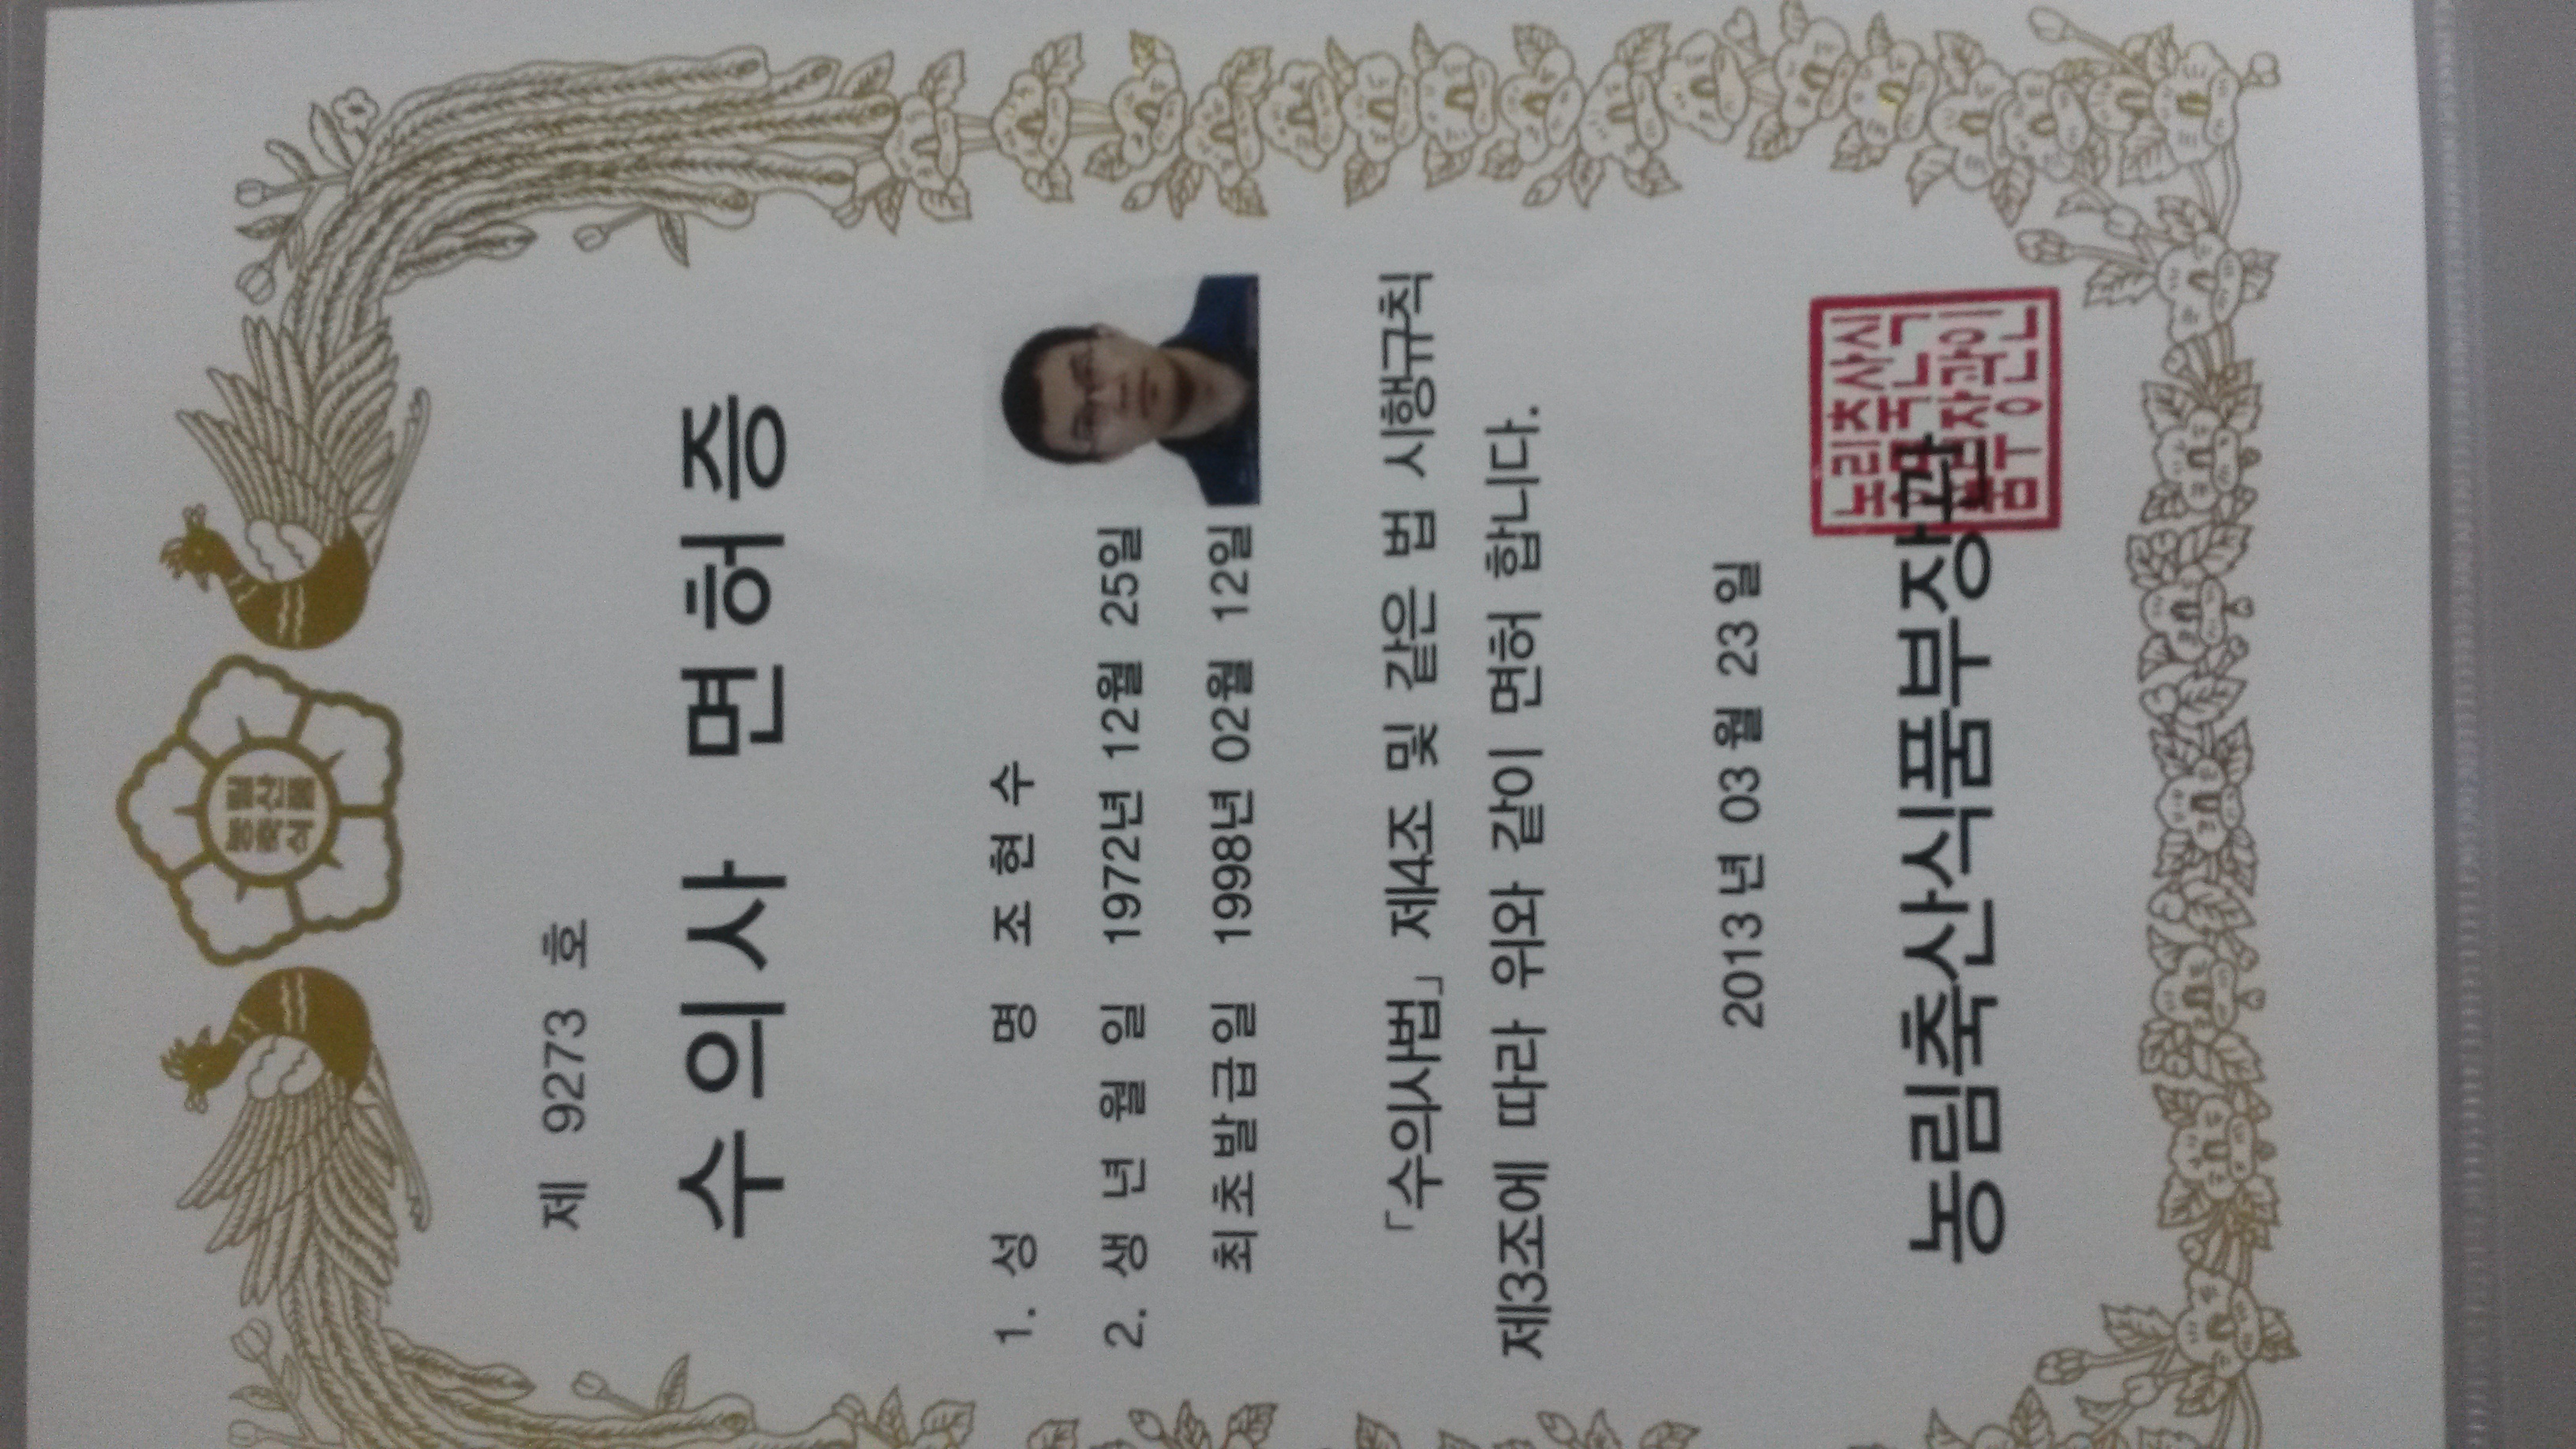 농림
축산
식품
제 9273 호
수의사 면허증
1. 성 명 조현수
2. 생 년 월 일 1972년 12월 25일
최초발급일 1998년 02월 12일
「수의사법」 제4조 및 같은 법 시행규칙
제3조에 따라 위와 같이 면허 합니다.
2013 년 03 월 23 일
농림축산식품부장관